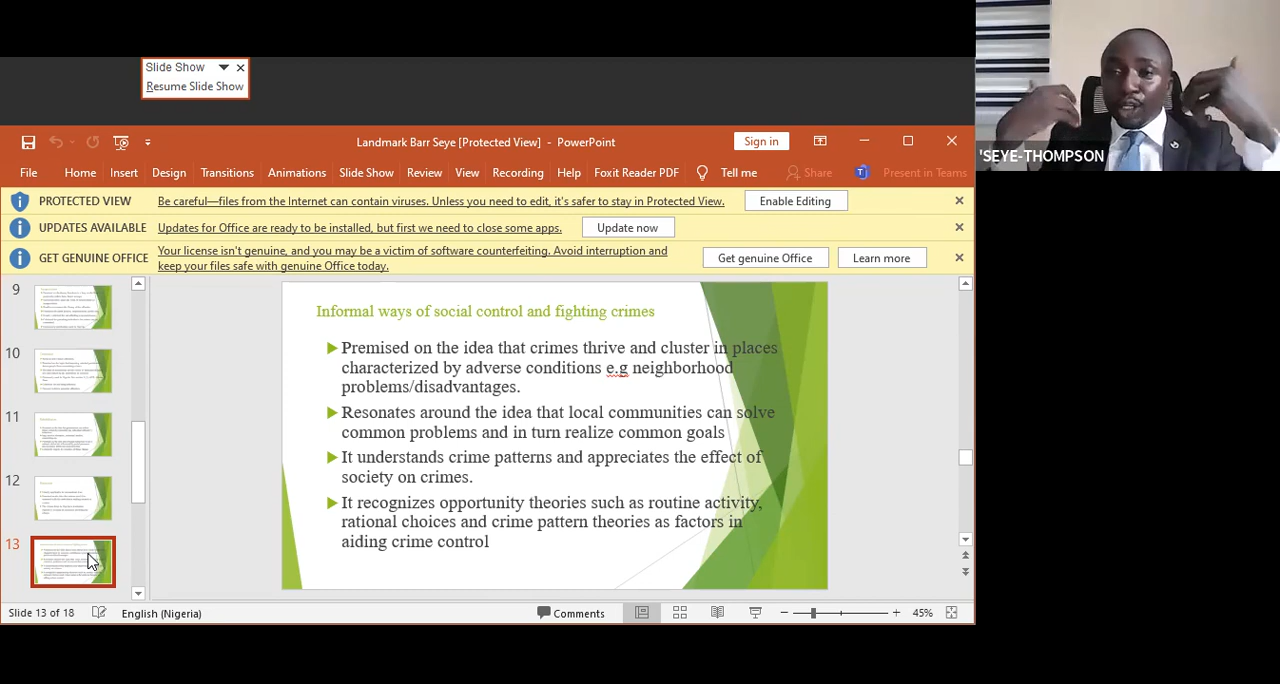 Slide Show
Resume Slide Show
Landmark Barr Seye [Protected View] - PowerPoint
Sign in
File Home Insert Design Transitions Animations Slide Show Review View Recording Help Foxit Reader PDF Tell me Share Present in Teams
PROTECTED VIEW Be careful—files from the Internet can contain viruses. Unless you need to edit, it's safer to stay in Protected View. Enable Editing
UPDATES AVAILABLE Updates for Office are ready to be installed, but first we need to close some apps. Update now
GET GENUINE OFFICE Your license isn't genuine, and you may be a victim of software counterfeiting. Avoid interruption and
keep your files safe with genuine Office today.
Get genuine Office Learn more
9
10
11
12
13
Informal ways of social control and fighting crimes
Premised on the idea that crimes thrive and cluster in places
characterized by adverse conditions e.g neighborhood
problems/disadvantages.
Resonates around the idea that local communities can solve
common problems and in turn realize common goals
It understands crime patterns and appreciates the effect of
society on crimes.
It recognizes opportunity theories such as routine activity,
rational choices and crime pattern theories as factors in
aiding crime control
Slide 13 of 18 English (Nigeria) Comments 45%
'SEYE-THOMPSON